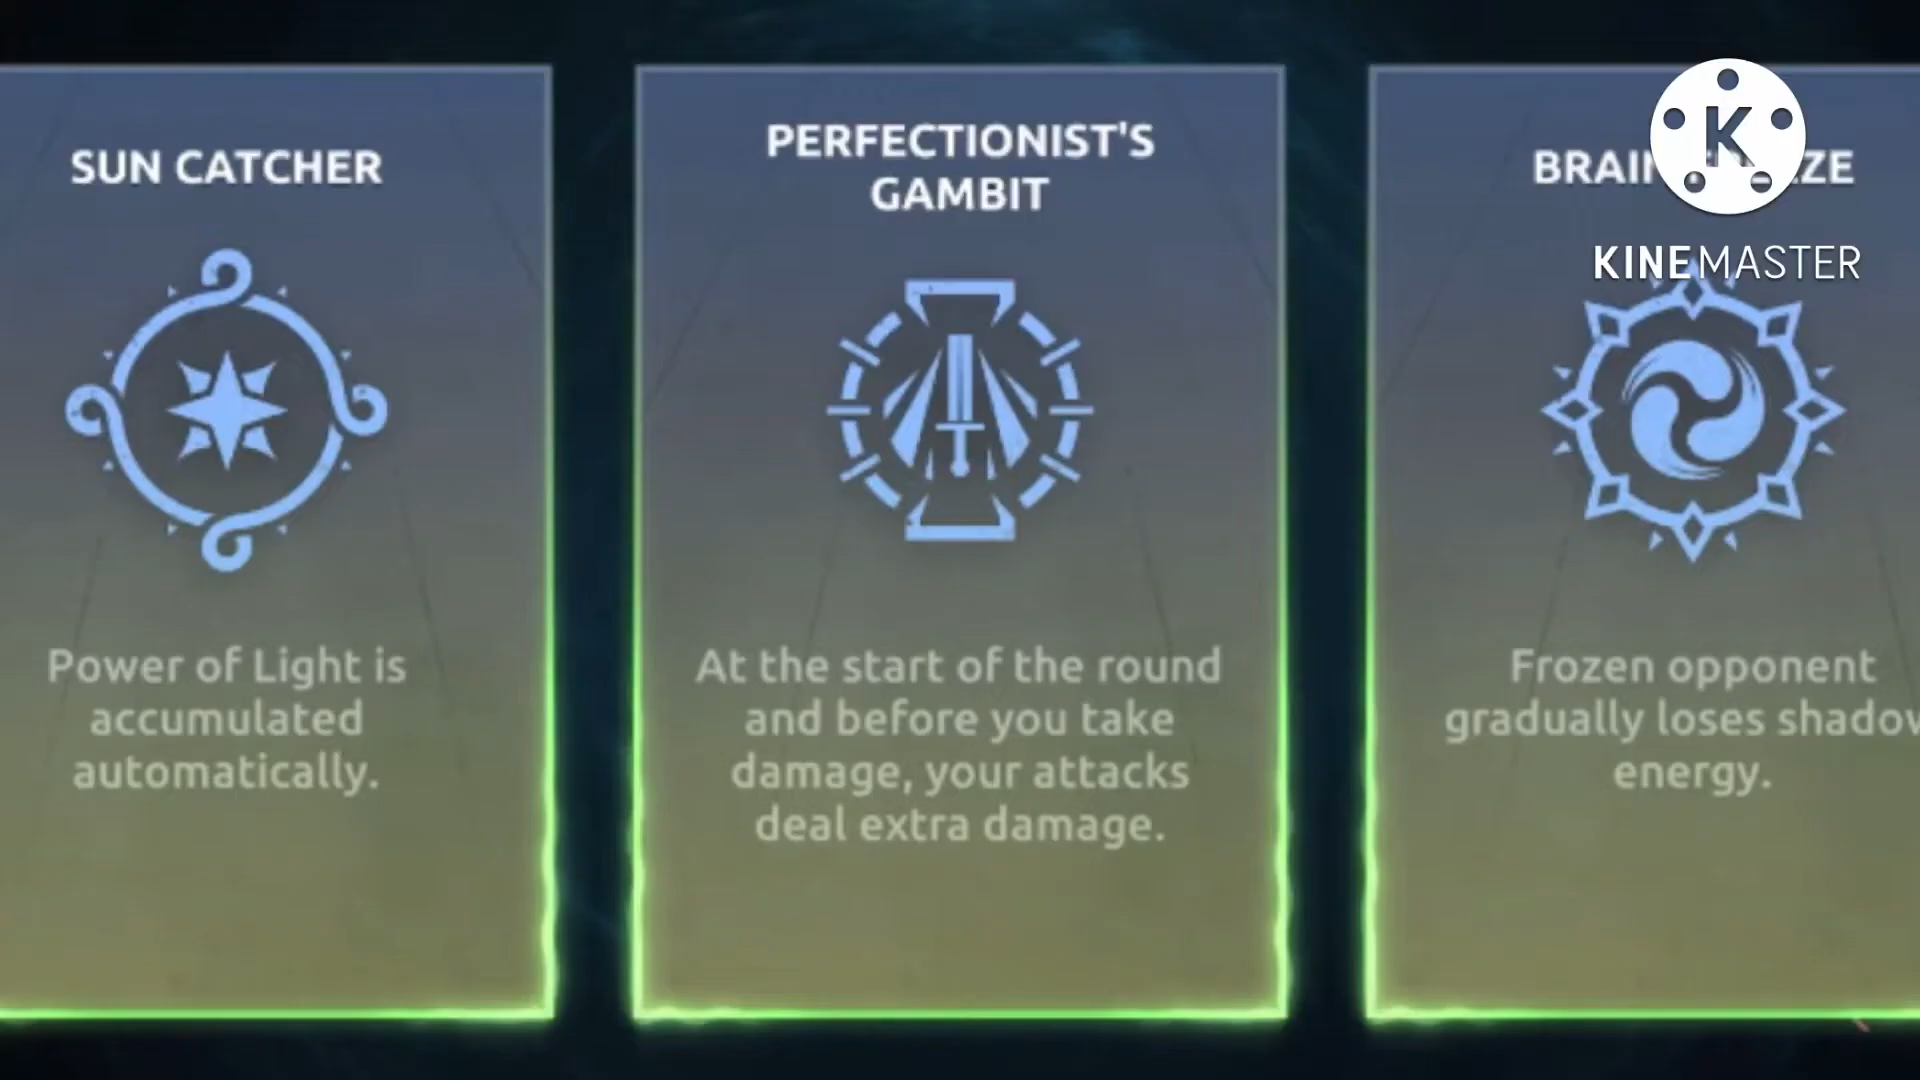 SUN CATCHER
Power of Light is
accumulated
automatically.
PERFECTIONIST'S
GAMBIT
At the start of the round
and before you take
damage, your attacks
deal extra damage.
Frozen opponent
gradually loses shadow
energy.
K
KINEMASTER